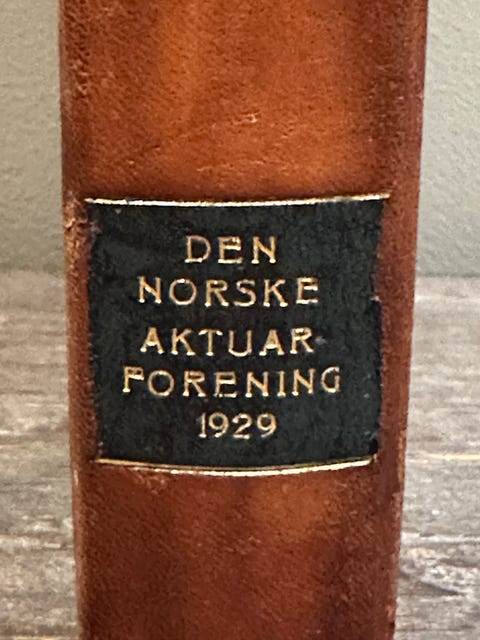 DEN
NORSKE
AKTUAR-
FORENING
1929